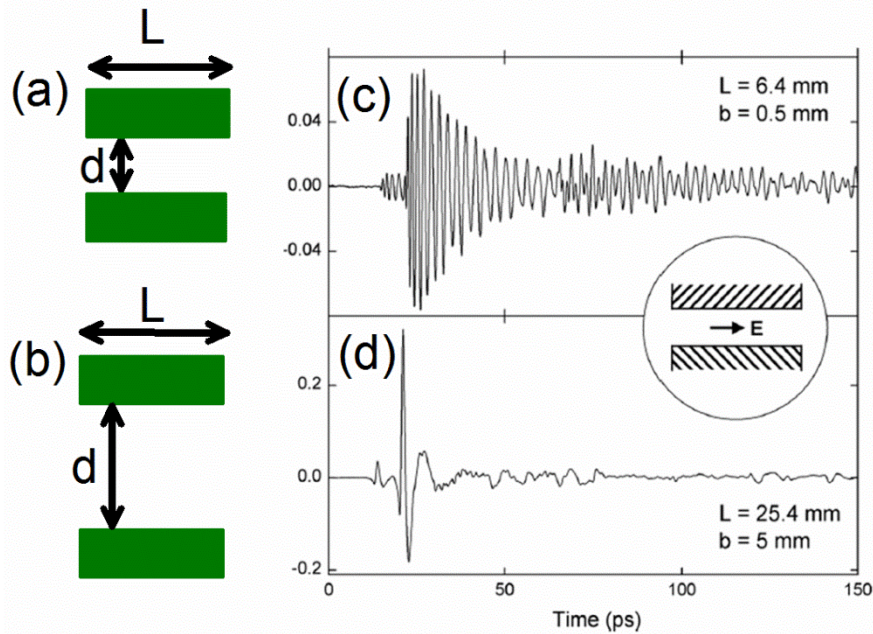 (a)
L
d
(b)
L
d
(c)
L = 6.4 mm
b = 0.5 mm
0.04
0.00
-0.04
E
(d)
0.2
0.0
-0.2
L = 25.4 mm
b = 5 mm
0
50
100
150
Time (ps)